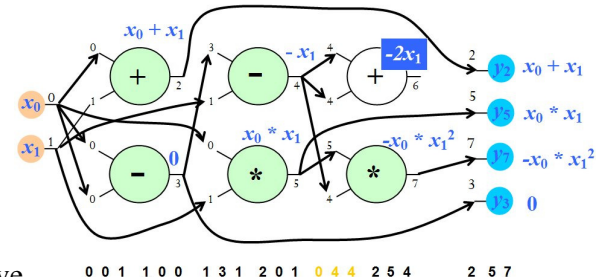 x₀ + x₁
0 3 - x₁ 4 -2x₁ 2
+ - + y₂ x₀ + x₁
1 2 1 4 4 6
x₀ 0 5
y₅ x₀ * x₁
x₁ 1 0 0 x₀ * x₁ 0 5 -x₀ * x₁² 7
- * * y₇ -x₀ * x₁²
0 3 1 5 4 7 3
y₃ 0
0 0 1 1 0 0 1 3 1 2 0 1 0 4 4 2 5 4 2 5 7